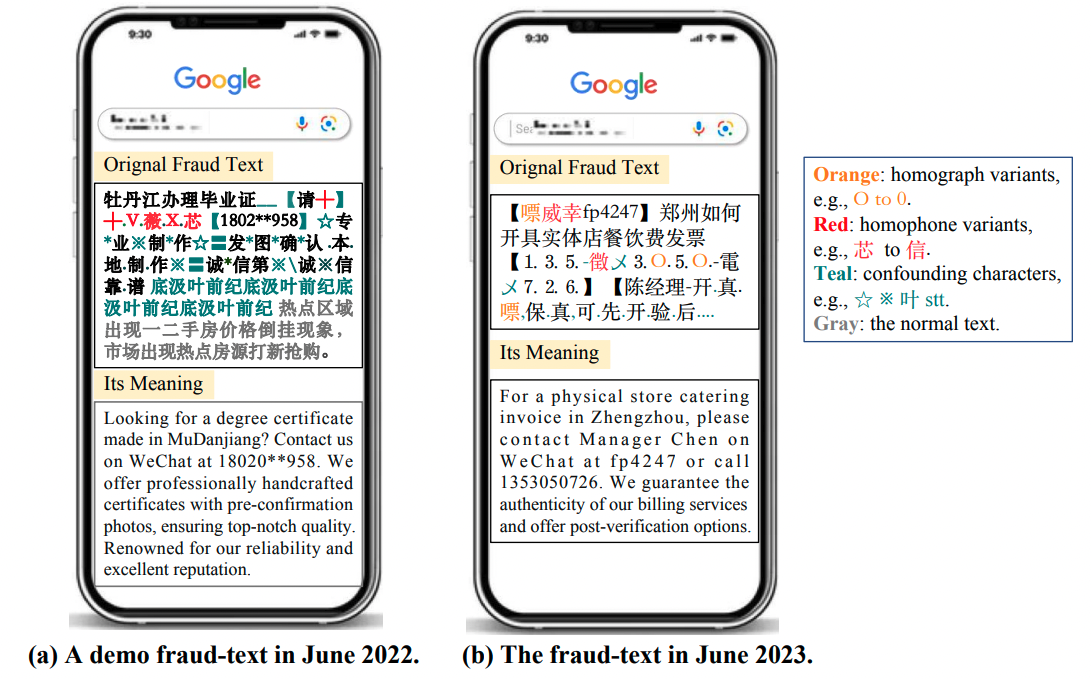 9:30
Google
Orignal Fraud Text
牡丹江办理毕业证__【请╋】
╋.V.薇.X.芯【1802**958】☆专
*业※制*作☆〓发*图*确*认.本
地.制.作※〓诚*信第※\诚※信
靠.谱 底汲叶前纪底汲叶前纪底
汲叶前纪底汲叶前纪 热点区域
出现一二手房价格倒挂现象,
市场出现热点房源打新抢购。
Its Meaning
Looking for a degree certificate
made in MuDanjiang? Contact us
on WeChat at 18020**958. We
offer professionally handcrafted
certificates with pre-confirmation
photos, ensuring top-notch quality.
Renowned for our reliability and
excellent reputation.
(a) A demo fraud-text in June 2022.
9:30
Google
Orignal Fraud Text
【嘌威幸fp4247】郑州如何
开具实体店餐饮费发票
【1. 3. 5. -徵㐅 3. O. 5. O. -電
㐅 7. 2. 6.】【陈经理-开.真.
嘌,保.真,可.先.开.验.后....
Its Meaning
For a physical store catering
invoice in Zhengzhou, please
contact Manager Chen on
WeChat at fp4247 or call
1353050726. We guarantee the
authenticity of our billing services
and offer post-verification options.
(b) The fraud-text in June 2023.
Orange: homograph variants,
e.g., O to 0.
Red: homophone variants,
e.g., 芯 to 信.
Teal: confounding characters,
e.g., ☆ ※ 叶 stt.
Gray: the normal text.